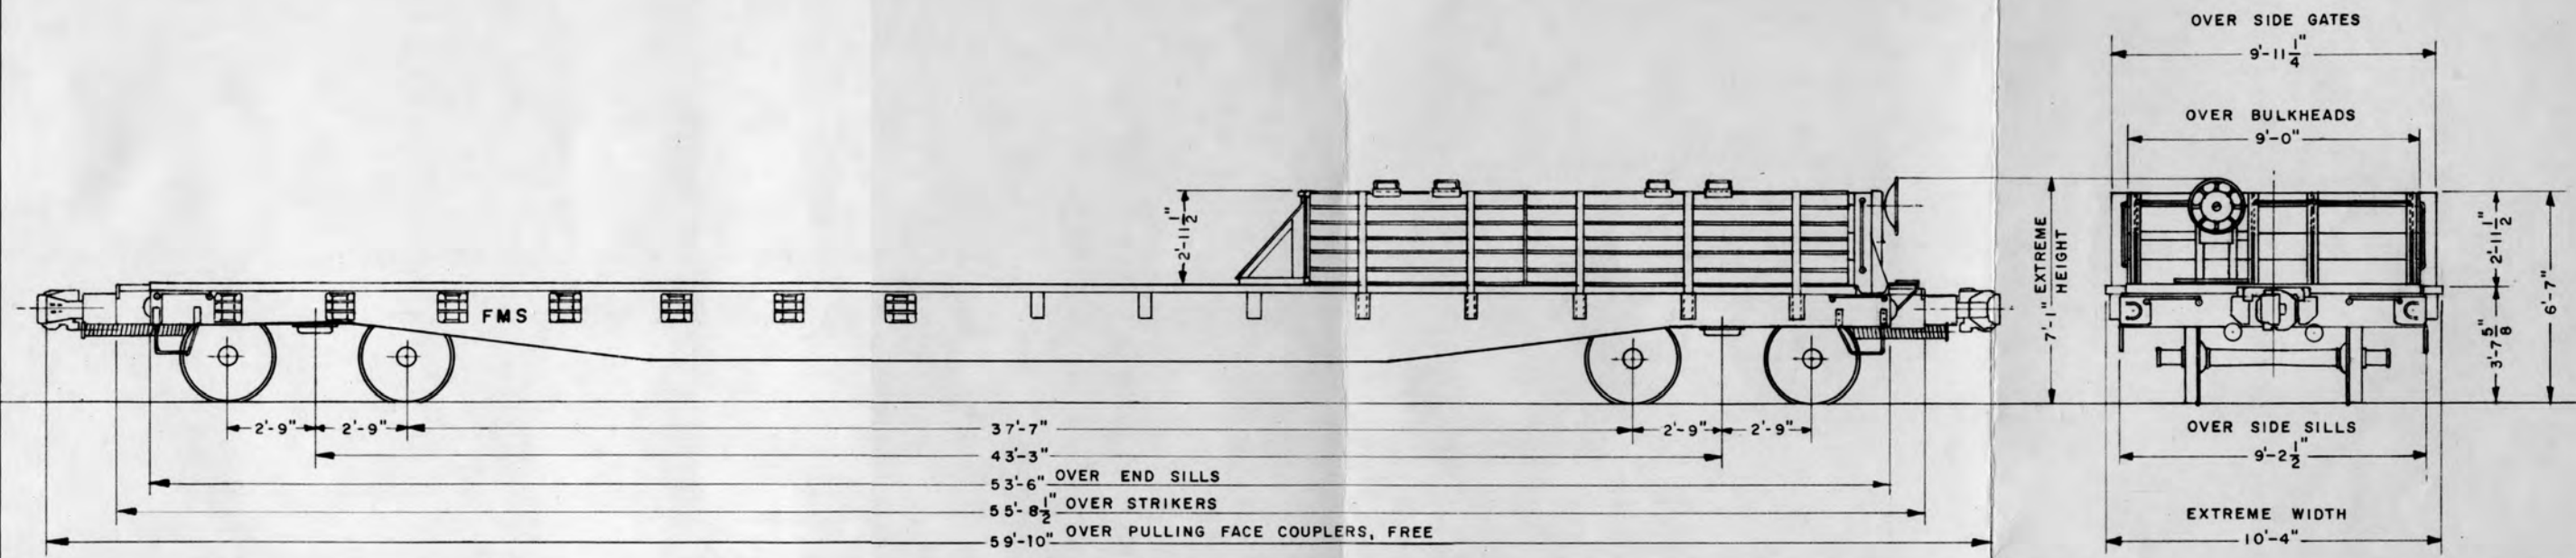 OVER SIDE GATES
9'-11 1/4"
OVER BULKHEADS
9'-0"
2'-11 1/2"
7'-1" EXTREME HEIGHT
2'-11 1/2"
6'-7"
3'-7 5/8"
FMS
2'-9" 2'-9" 37'-7" 2'-9" 2'-9"
43'-3"
53'-6" OVER END SILLS
55'-8 1/2" OVER STRIKERS
59'-10" OVER PULLING FACE COUPLERS, FREE
OVER SIDE SILLS
9'-2 1/2"
EXTREME WIDTH
10'-4"